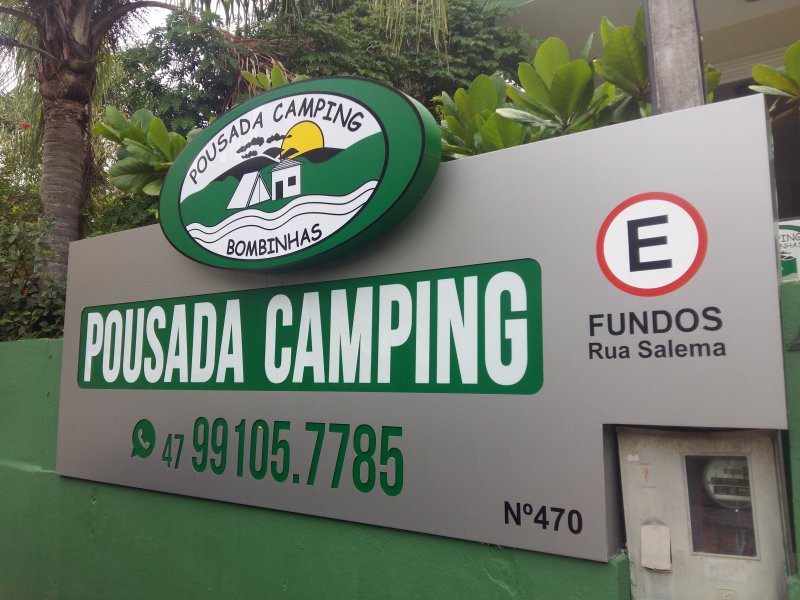 POUSADA CAMPING
BOMBINHAS
POUSADA CAMPING
47 99105.7785
E
FUNDOS
Rua Salema
Nº470